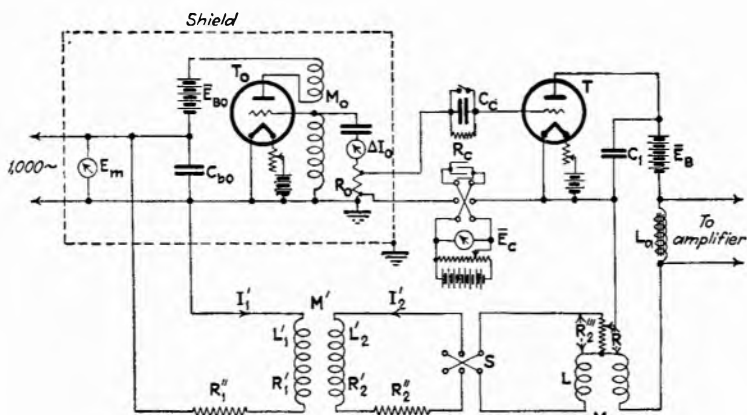 Shield
T₀
M₀
E̅B0
1,000~
Em
Cb0
ΔI₀
R₀
Cc
Rc
E̅c
T
C₁
E̅B
La
To amplifier
I₁′
M′
I₂′
L₁′
L₂′
R₁′
R₂′
R₁″
R₂″
S
R₂‴
L